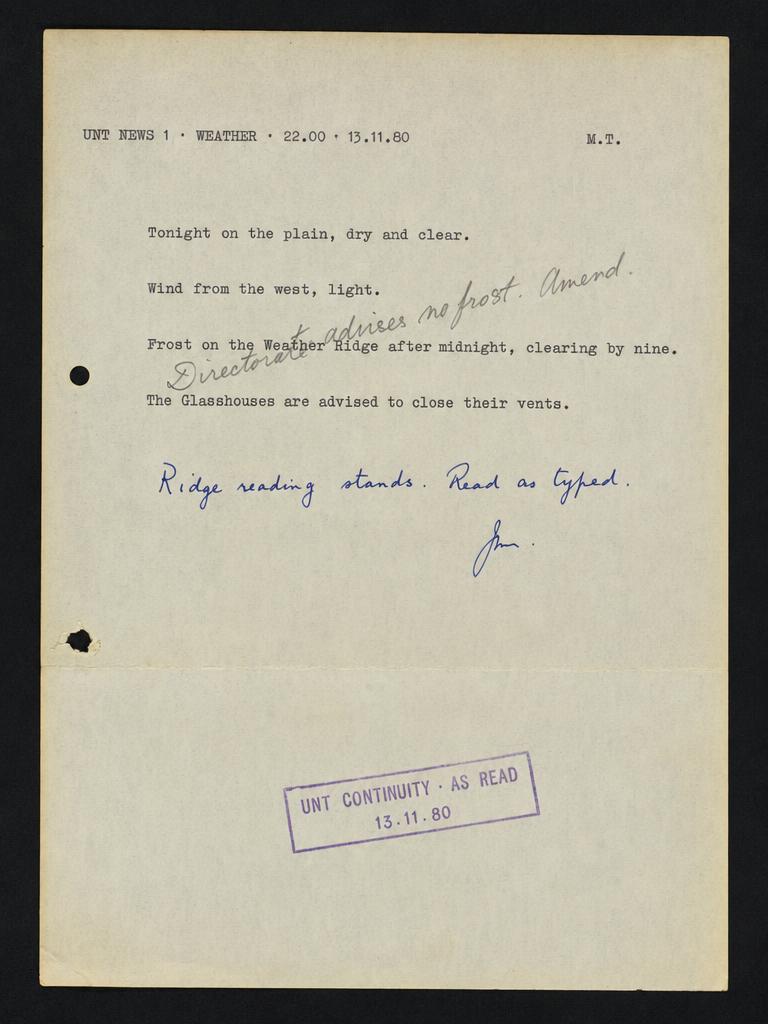 UNT NEWS 1 · WEATHER · 22.00 · 13.11.80 M.T.
Tonight on the plain, dry and clear.
Wind from the west, light.
Directorate advises no frost. Amend.
Frost on the Weather Ridge after midnight, clearing by nine.
The Glasshouses are advised to close their vents.
Ridge reading stands. Read as typed.
UNT CONTINUITY · AS READ
13.11.80